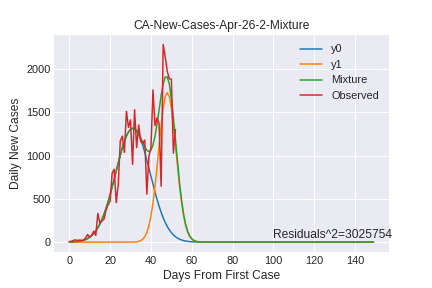 CA-New-Cases-Apr-26-2-Mixture
y0
y1
Mixture
Observed
Daily New Cases
2000
1500
1000
500
0
Residuals^2=3025754
0 20 40 60 80 100 120 140
Days From First Case